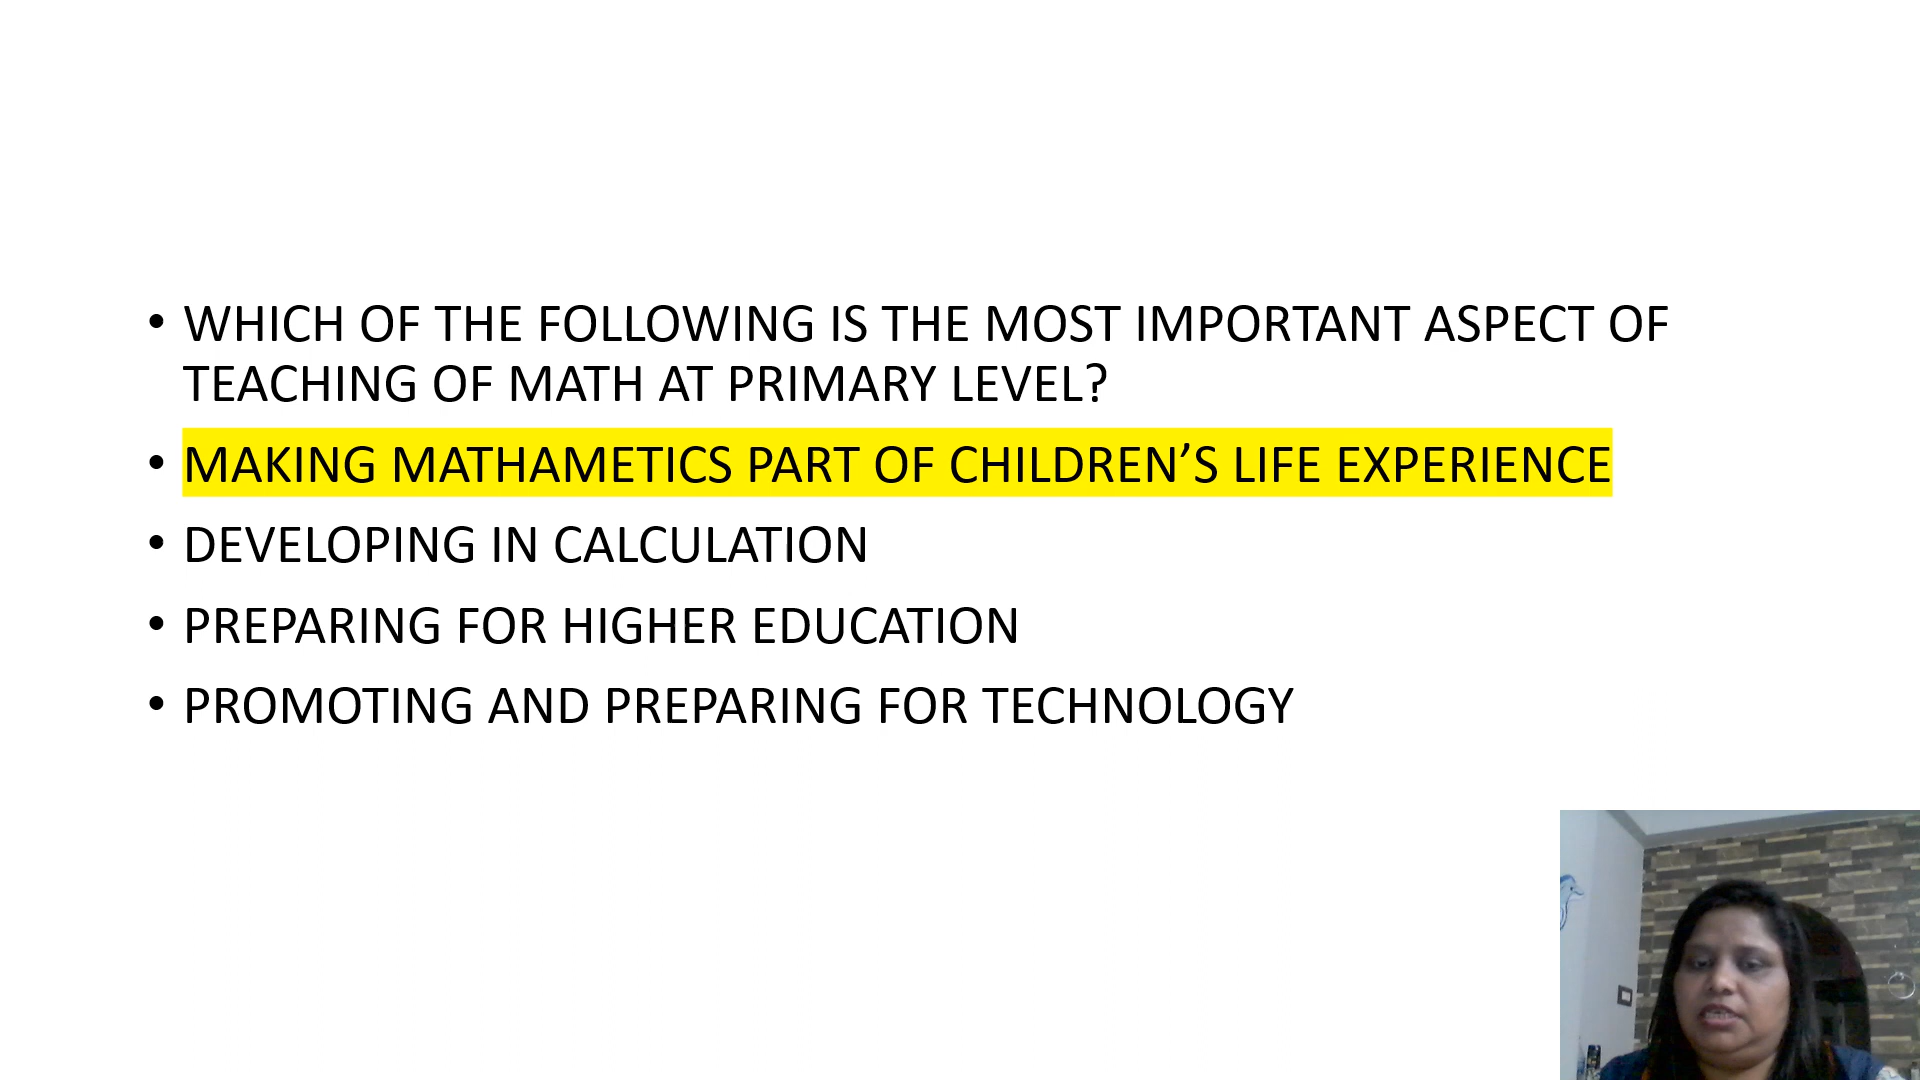 • WHICH OF THE FOLLOWING IS THE MOST IMPORTANT ASPECT OF
TEACHING OF MATH AT PRIMARY LEVEL?
• MAKING MATHAMETICS PART OF CHILDREN’S LIFE EXPERIENCE
• DEVELOPING IN CALCULATION
• PREPARING FOR HIGHER EDUCATION
• PROMOTING AND PREPARING FOR TECHNOLOGY